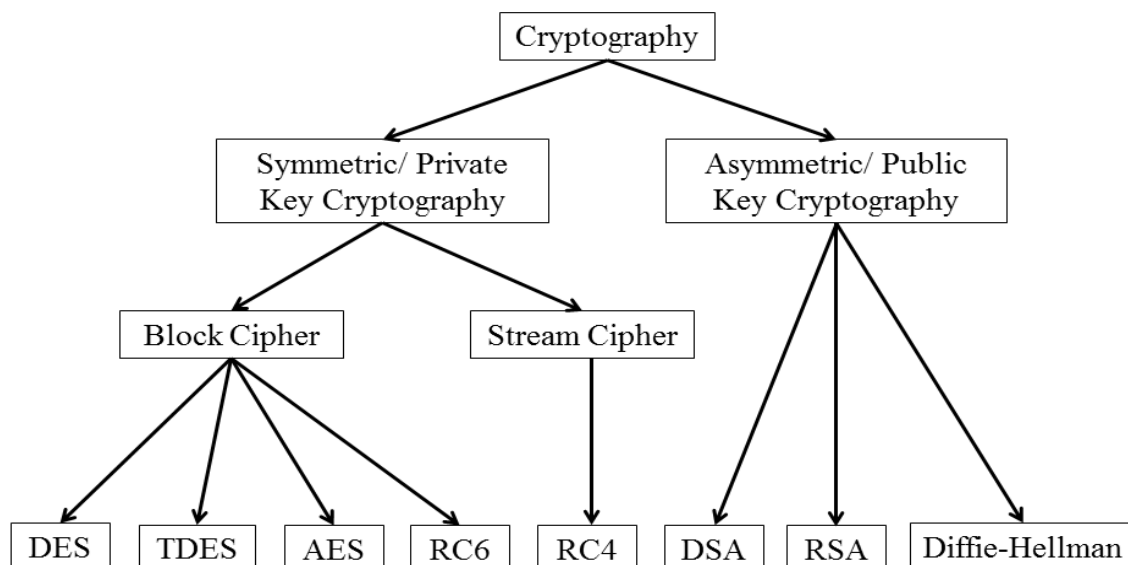 Cryptography
Symmetric/ Private
Key Cryptography
Asymmetric/ Public
Key Cryptography
Block Cipher
Stream Cipher
DES
TDES
AES
RC6
RC4
DSA
RSA
Diffie-Hellman